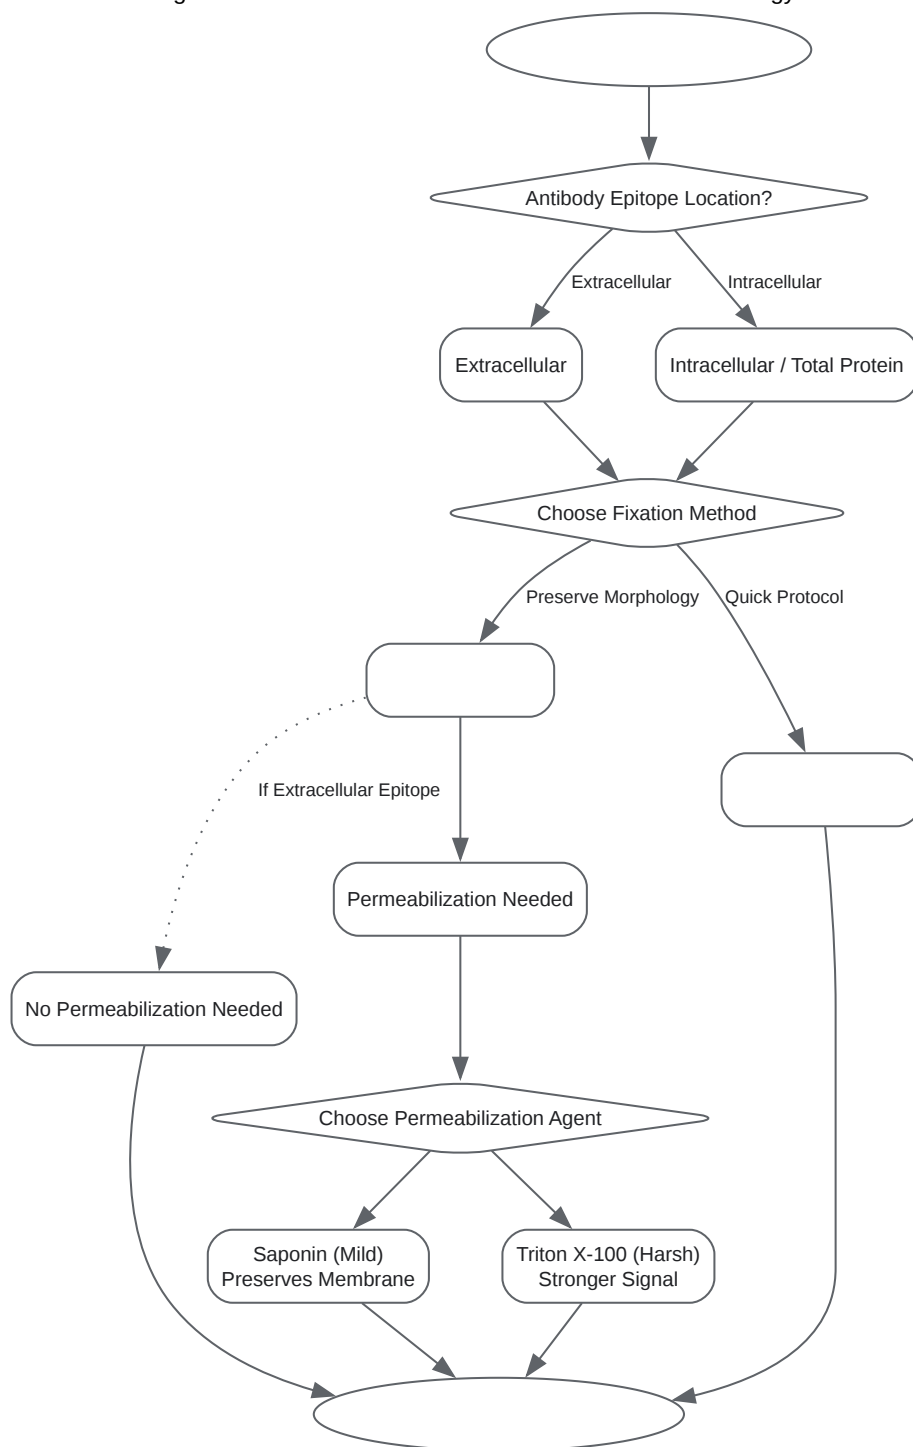 Antibody Epitope Location?
Extracellular
Intracellular
Extracellular
Intracellular / Total Protein
Choose Fixation Method
Preserve Morphology
Quick Protocol
If Extracellular Epitope
Permeabilization Needed
No Permeabilization Needed
Choose Permeabilization Agent
Saponin (Mild)
Preserves Membrane
Triton X-100 (Harsh)
Stronger Signal